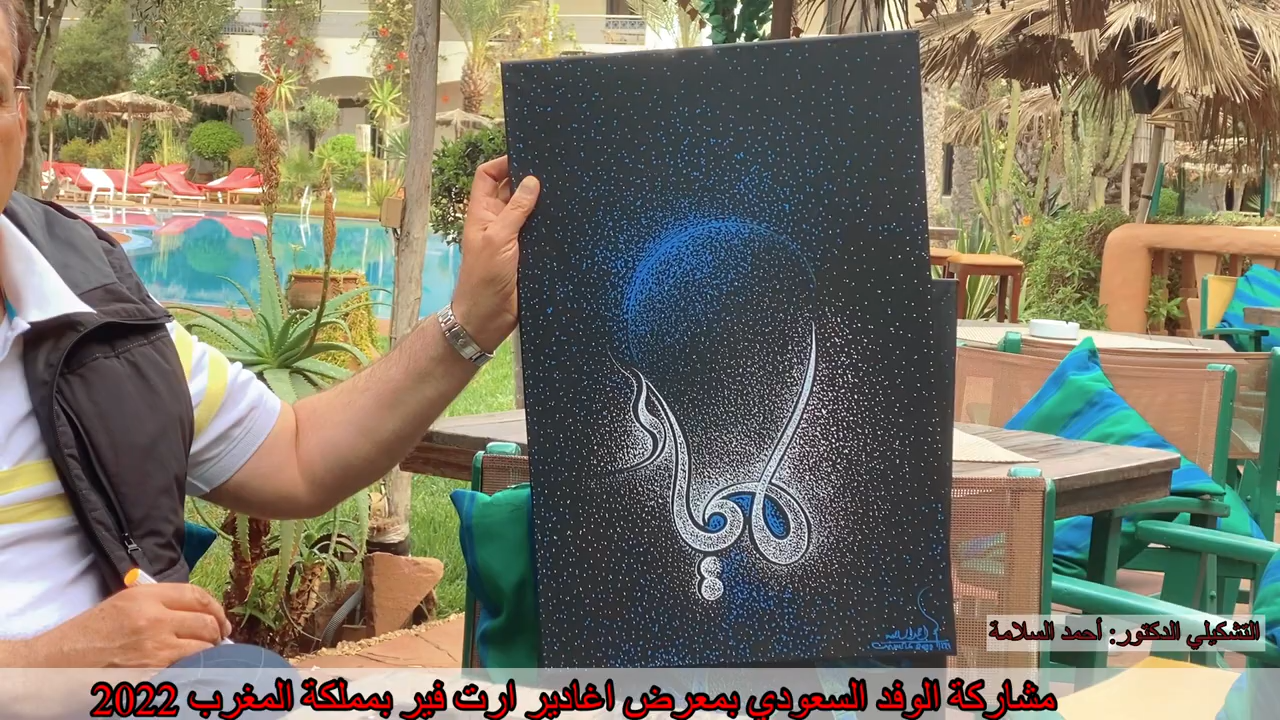 التشكيلي الدكتور: أحمد السلامة
مشاركة الوفد السعودي بمعرض اغادير ارت فير بمملكة المغرب 2022